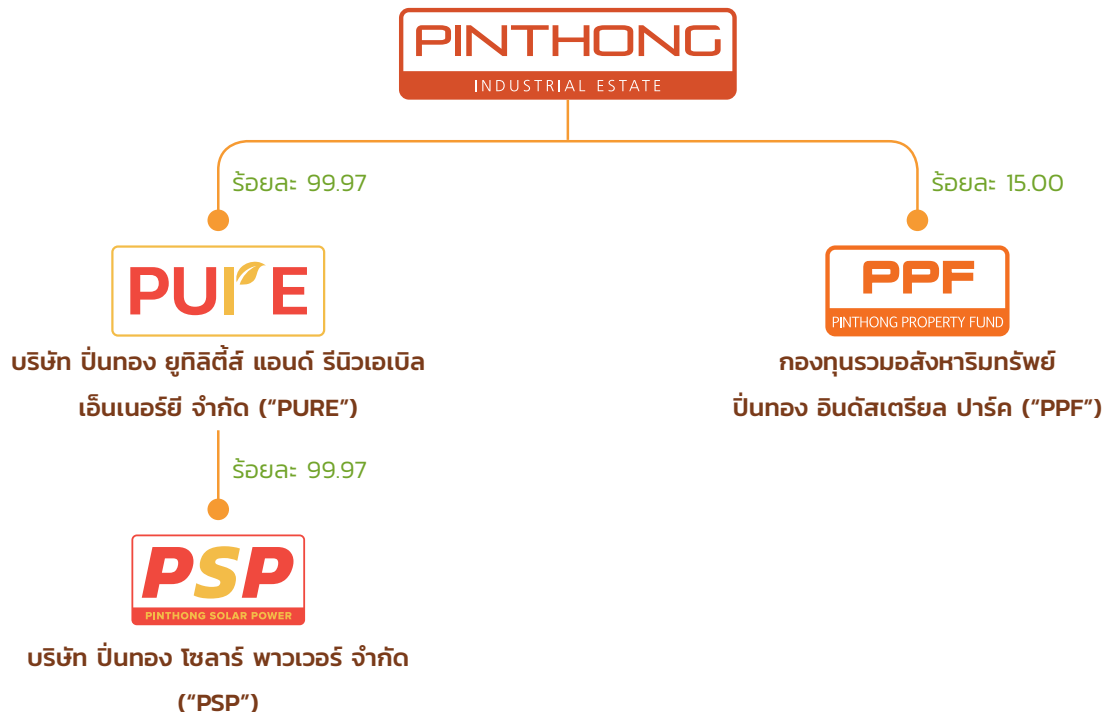 PINTHONG
INDUSTRIAL ESTATE
ร้อยละ 99.97
ร้อยละ 15.00
PUrE
PPF
PINTHONG PROPERTY FUND
บริษัท ปิ่นทอง ยูทิลิตี้ส์ แอนด์ รีนิวเอเบิล
เอ็นเนอร์ยี จำกัด (“PURE”)
กองทุนรวมอสังหาริมทรัพย์
ปิ่นทอง อินดัสเตรียล ปาร์ค (“PPF”)
ร้อยละ 99.97
PSP
PINTHONG SOLAR POWER
บริษัท ปิ่นทอง โซลาร์ พาวเวอร์ จำกัด
(“PSP”)